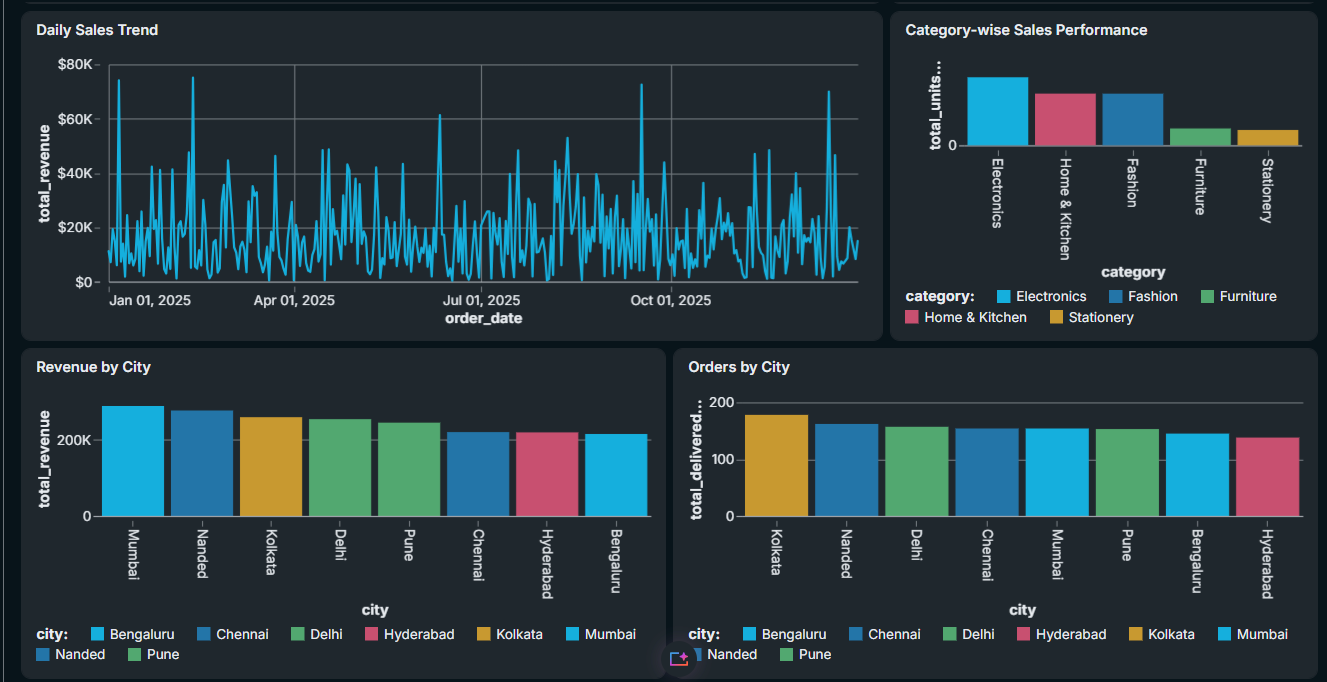 Daily Sales Trend
total_revenue
$80K
$60K
$40K
$20K
$0
Jan 01, 2025 Apr 01, 2025 Jul 01, 2025 Oct 01, 2025
order_date
Category-wise Sales Performance
total_units...
0
Electronics
Home & Kitchen
Fashion
Furniture
Stationery
category
category: Electronics Fashion Furniture
Home & Kitchen Stationery
Revenue by City
total_revenue
200K
0
Mumbai
Nanded
Kolkata
Delhi
Pune
Chennai
Hyderabad
Bengaluru
city
city: Bengaluru Chennai Delhi Hyderabad Kolkata Mumbai
Nanded Pune
Orders by City
total_delivered...
200
100
0
Kolkata
Nanded
Delhi
Chennai
Mumbai
Pune
Bengaluru
Hyderabad
city
city: Bengaluru Chennai Delhi Hyderabad Kolkata Mumbai
Nanded Pune